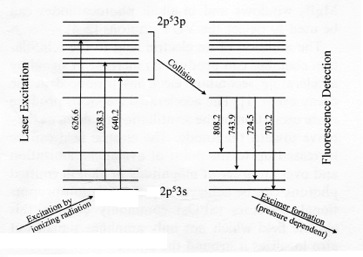 2p⁵3p
Laser Excitation
626.6
638.3
640.2
Collision
808.2
743.9
724.5
703.2
Fluorescence Detection
2p⁵3s
Excitation by
ionizing radiation
Excimer formation
(pressure dependent)